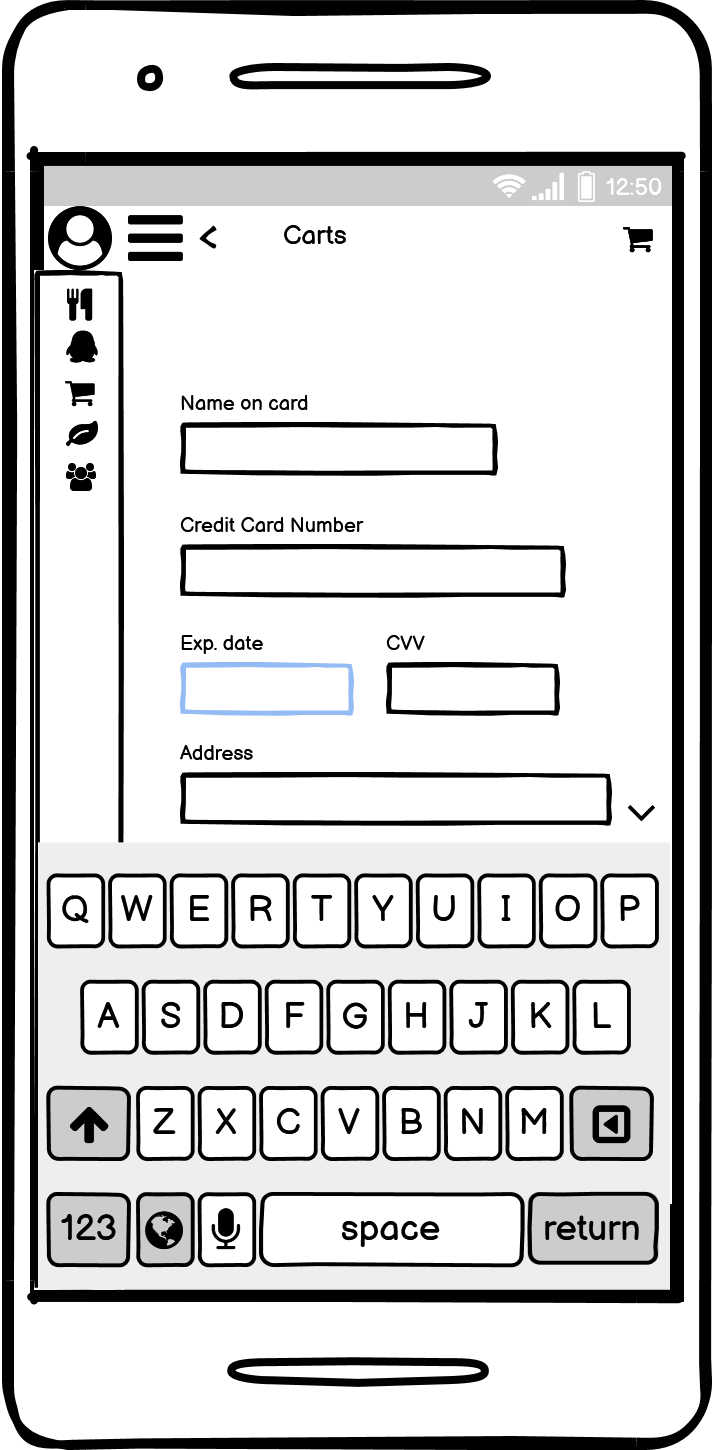 12:50
Carts
Name on card
Credit Card Number
Exp. date CVV
Address
Q W E R T Y U I O P
A S D F G H J K L
Z X C V B N M
123 space return